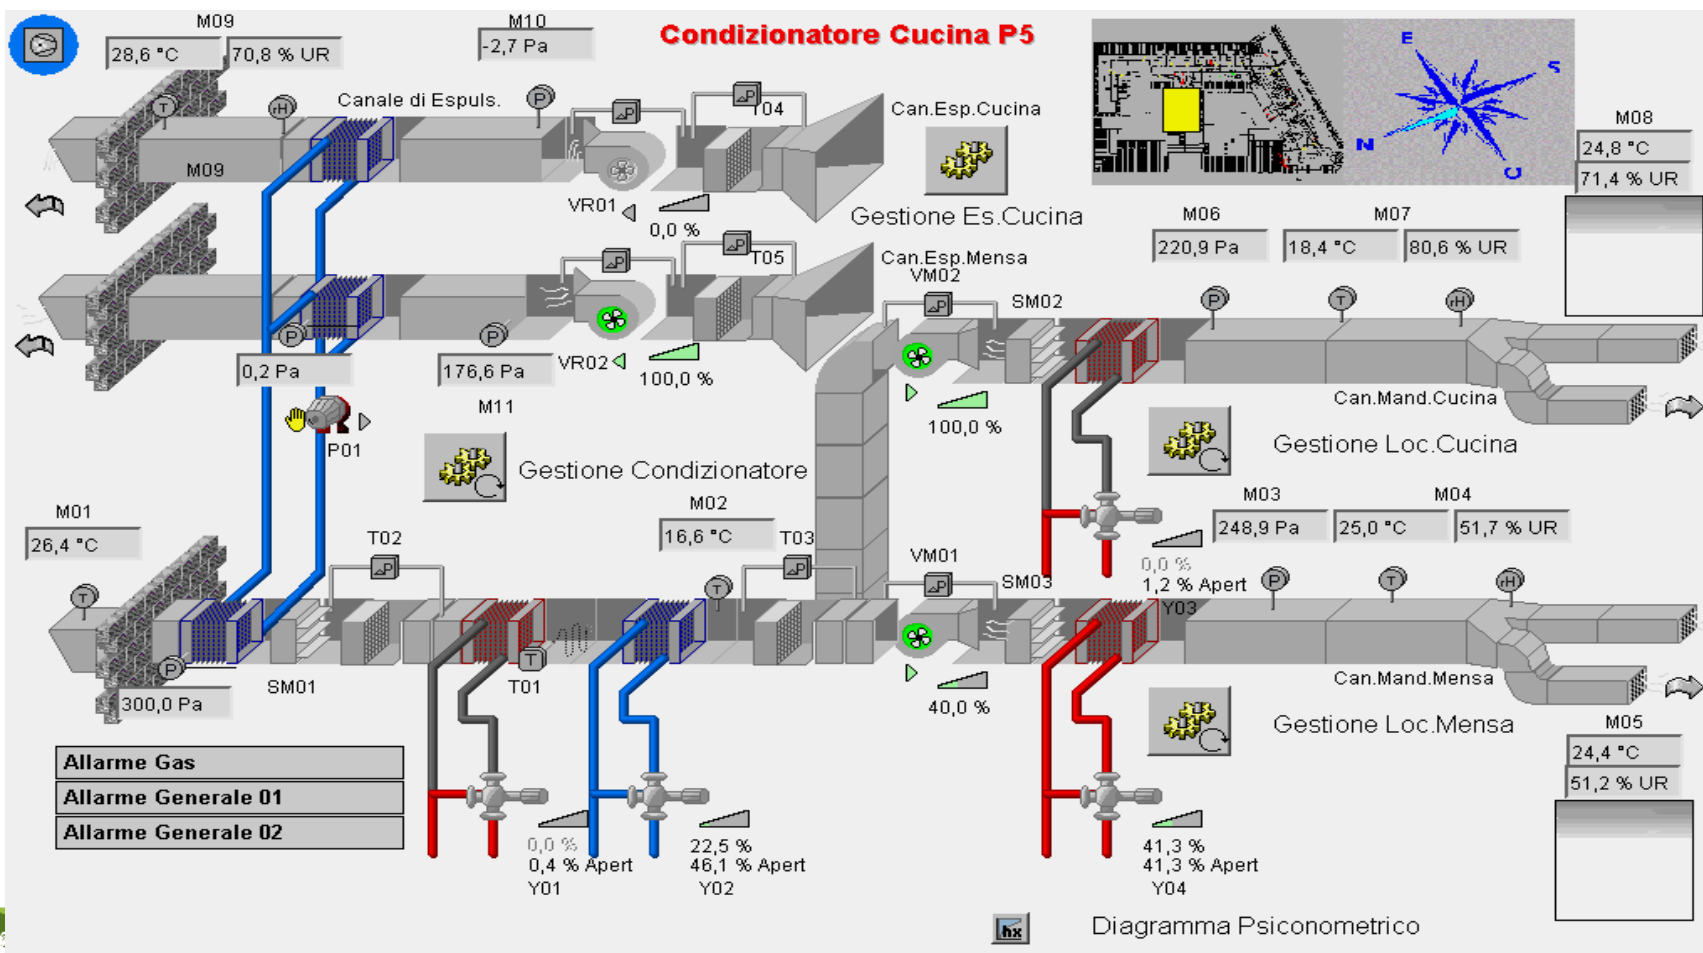 M09
M10
Condizionatore Cucina P5
28,6 °C
70,8 % UR
-2,7 Pa
E
S
N
O
M08
24,8 °C
71,4 % UR
T
rH
Canale di Espuls.
P
P
P
T04
Can.Esp.Cucina
M09
VR01
0,0 %
Gestione Es.Cucina
M06
M07
220,9 Pa
18,4 °C
80,6 % UR
P
P
T05
Can.Esp.Mensa
VM02
P
SM02
P
T
rH
P
P
0,2 Pa
176,6 Pa
VR02
100,0 %
M11
P01
100,0 %
Can.Mand.Cucina
Gestione Condizionatore
Gestione Loc.Cucina
M01
26,4 °C
M02
16,6 °C
M03
M04
248,9 Pa
25,0 °C
51,7 % UR
T02
P
T03
P
VM01
P
SM03
0,0 %
1,2 % Apert
Y03
T
T
P
T
rH
P
300,0 Pa
SM01
T
T01
40,0 %
Can.Mand.Mensa
Gestione Loc.Mensa
M05
24,4 °C
51,2 % UR
Allarme Gas
Allarme Generale 01
Allarme Generale 02
0,0 %
0,4 % Apert
Y01
22,5 %
46,1 % Apert
Y02
41,3 %
41,3 % Apert
Y04
hx
Diagramma Psiconometrico